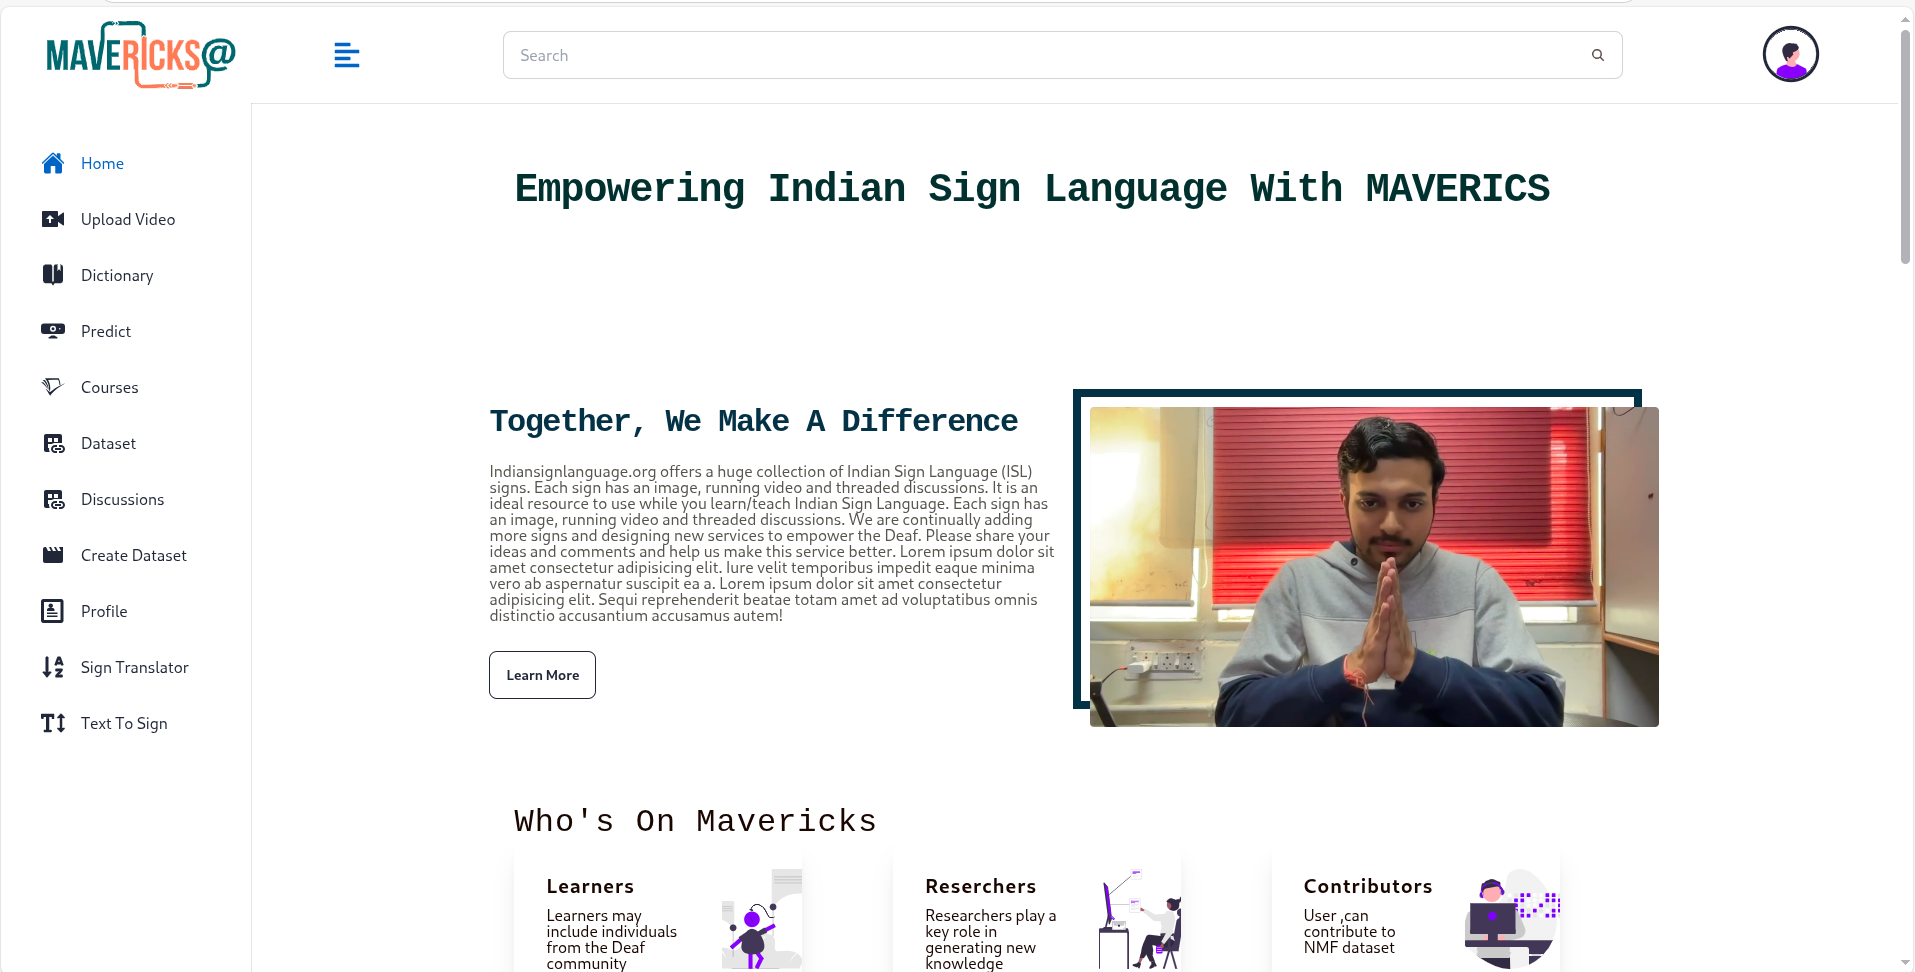 MAVERICKS@
Search
Home
Upload Video
Dictionary
Predict
Courses
Dataset
Discussions
Create Dataset
Profile
Sign Translator
Text To Sign
Empowering Indian Sign Language With MAVERICS
Together, We Make A Difference
Indiansignlanguage.org offers a huge collection of Indian Sign Language (ISL)
signs. Each sign has an image, running video and threaded discussions. It is an
ideal resource to use while you learn/teach Indian Sign Language. Each sign has
an image, running video and threaded discussions. We are continually adding
more signs and designing new services to empower the Deaf. Please share your
ideas and comments and help us make this service better. Lorem ipsum dolor sit
amet consectetur adipisicing elit. Iure velit temporibus impedit eaque minima
vero ab aspernatur suscipit ea a. Lorem ipsum dolor sit amet consectetur
adipisicing elit. Sequi reprehenderit beatae totam amet ad voluptatibus omnis
distinctio accusantium accusamus autem!
Learn More
Who's On Mavericks
Learners
Learners may
include individuals
from the Deaf
community
Reserchers
Researchers play a
key role in
generating new
knowledge
Contributors
User ,can
contribute to
NMF dataset